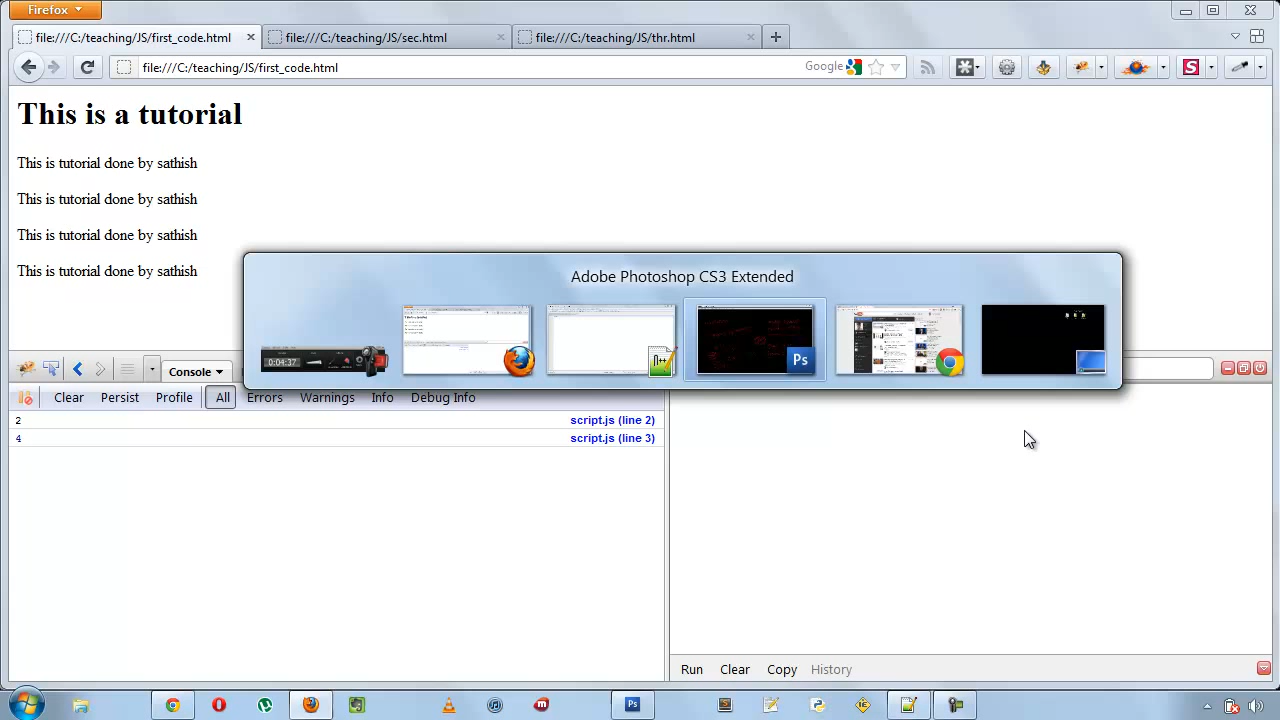 Firefox
file:///C:/teaching/JS/first_code.html
file:///C:/teaching/JS/sec.html
file:///C:/teaching/JS/thr.html
file:///C:/teaching/JS/first_code.html
Google
This is a tutorial
This is tutorial done by sathish
This is tutorial done by sathish
This is tutorial done by sathish
This is tutorial done by sathish
Adobe Photoshop CS3 Extended
0:04:37
Ps
Console
Clear Persist Profile All Errors Warnings Info Debug Info
2 script.js (line 2)
4 script.js (line 3)
Run Clear Copy History
Ps